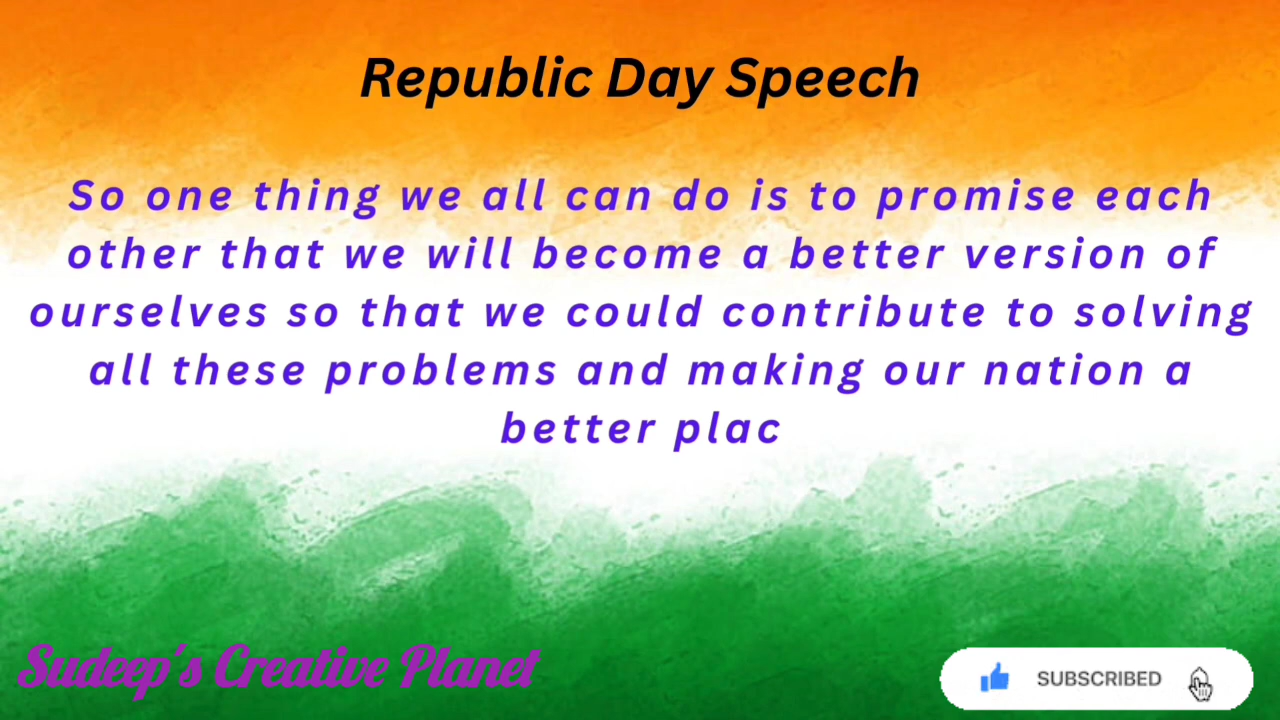 Republic Day Speech
So one thing we all can do is to promise each
other that we will become a better version of
ourselves so that we could contribute to solving
all these problems and making our nation a
better plac
Sudeep's Creative Planet
SUBSCRIBED